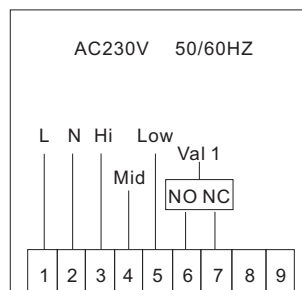 AC230V 50/60HZ
L N Hi Low
Val 1
Mid
NO NC
1 2 3 4 5 6 7 8 9